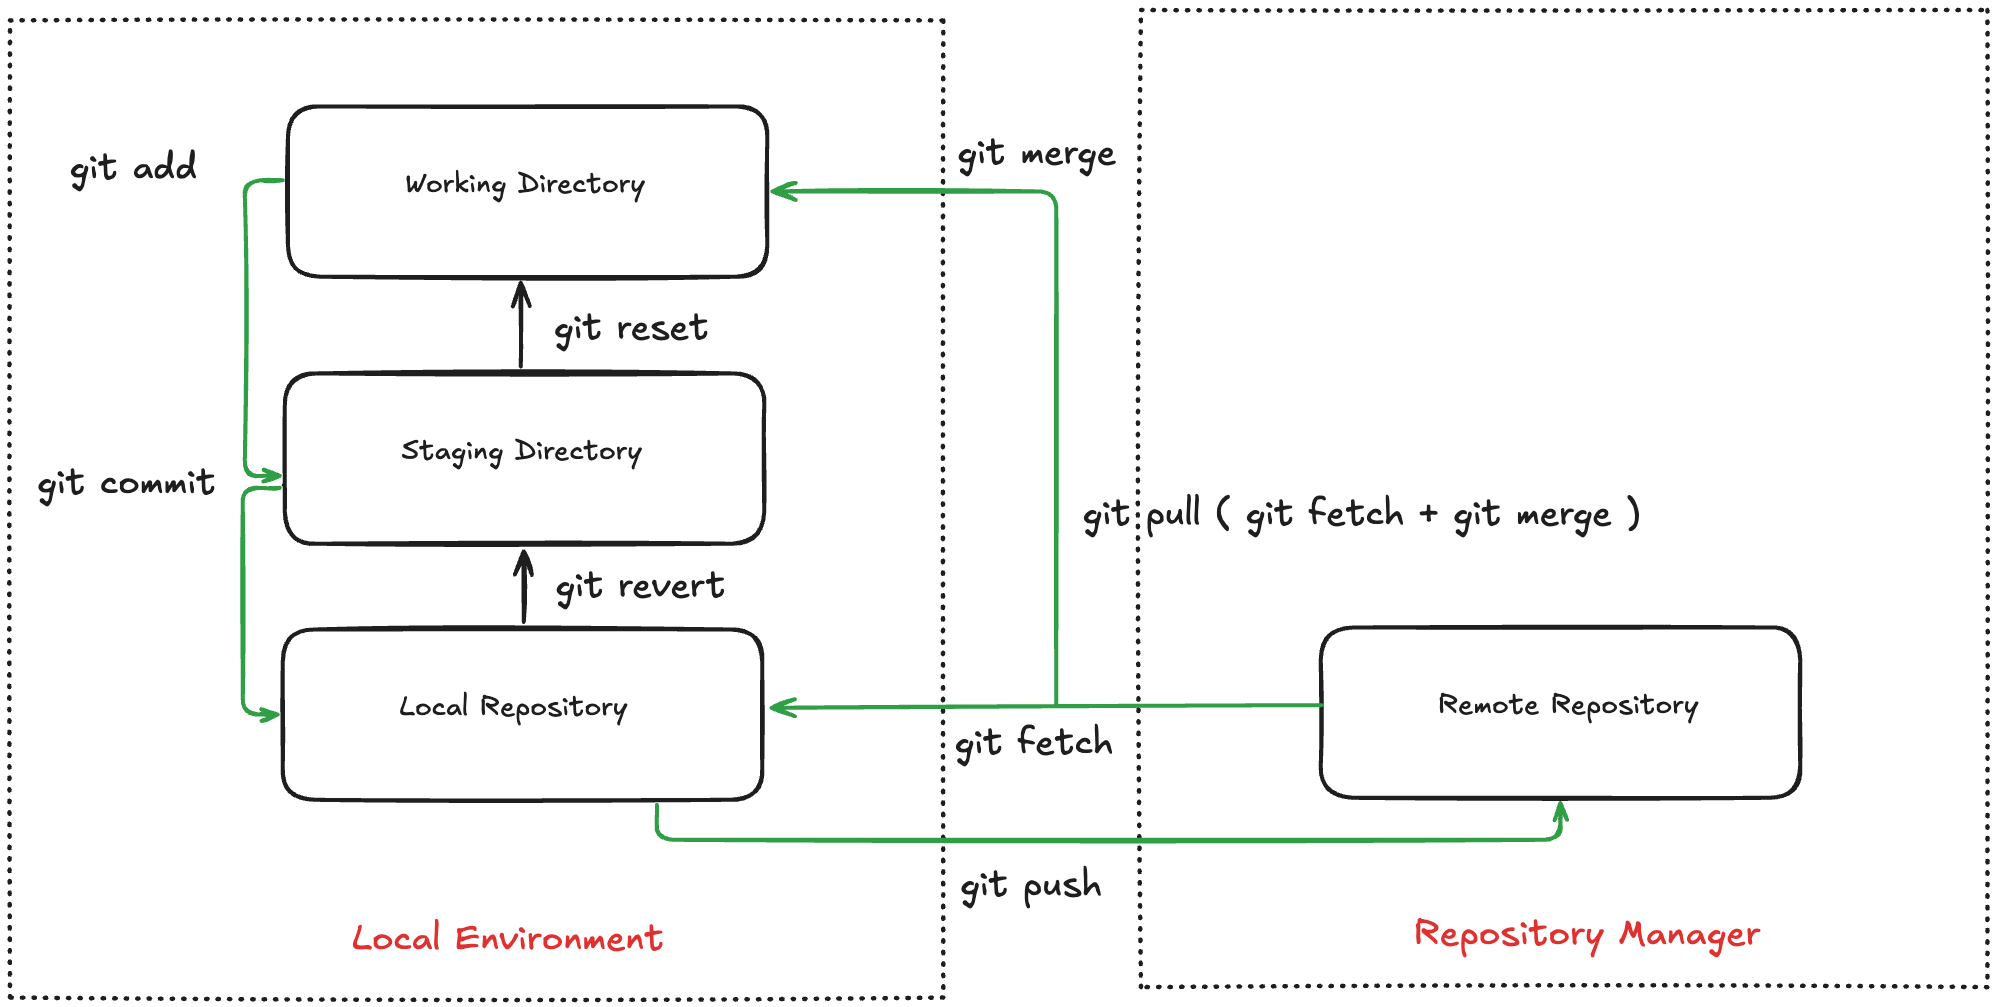 git add
Working Directory
git merge
git reset
Staging Directory
git commit
git pull ( git fetch + git merge )
git revert
Local Repository
Remote Repository
git fetch
git push
Local Environment
Repository Manager